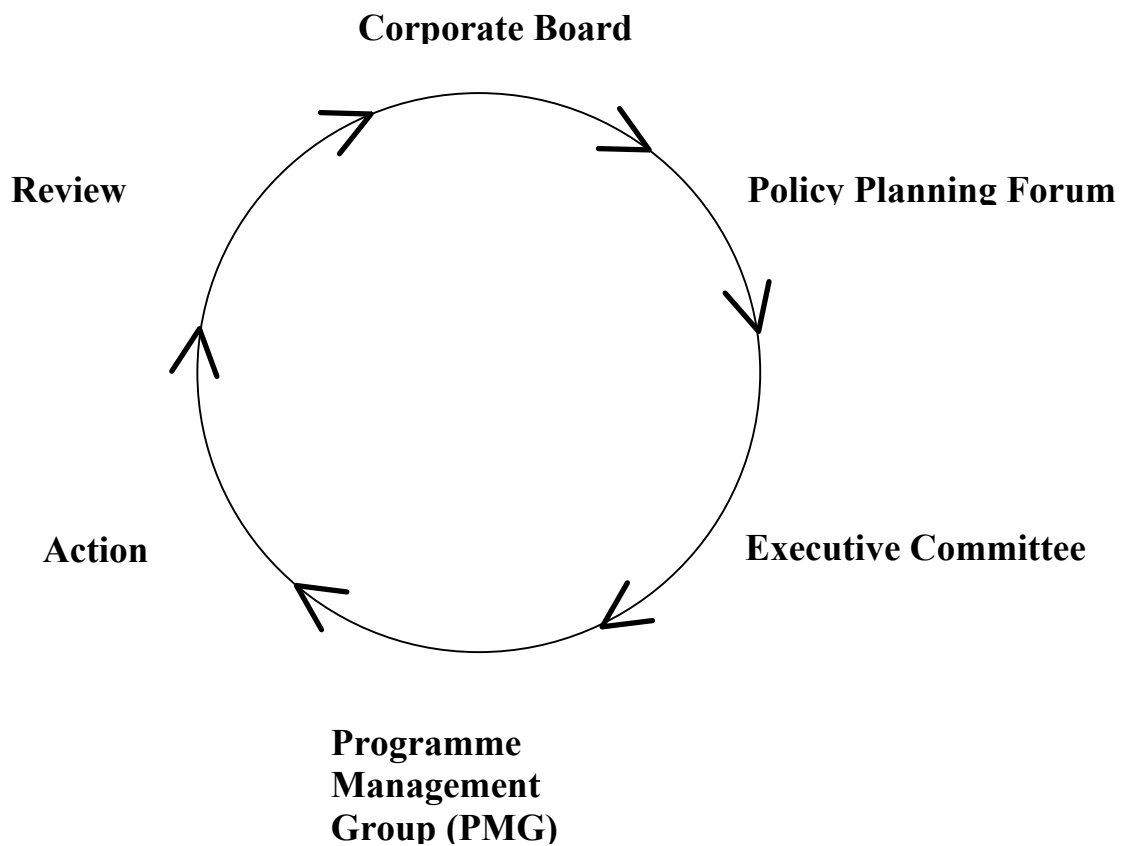 Corporate Board
Review
Policy Planning Forum
Action
Executive Committee
Programme
Management
Group (PMG)